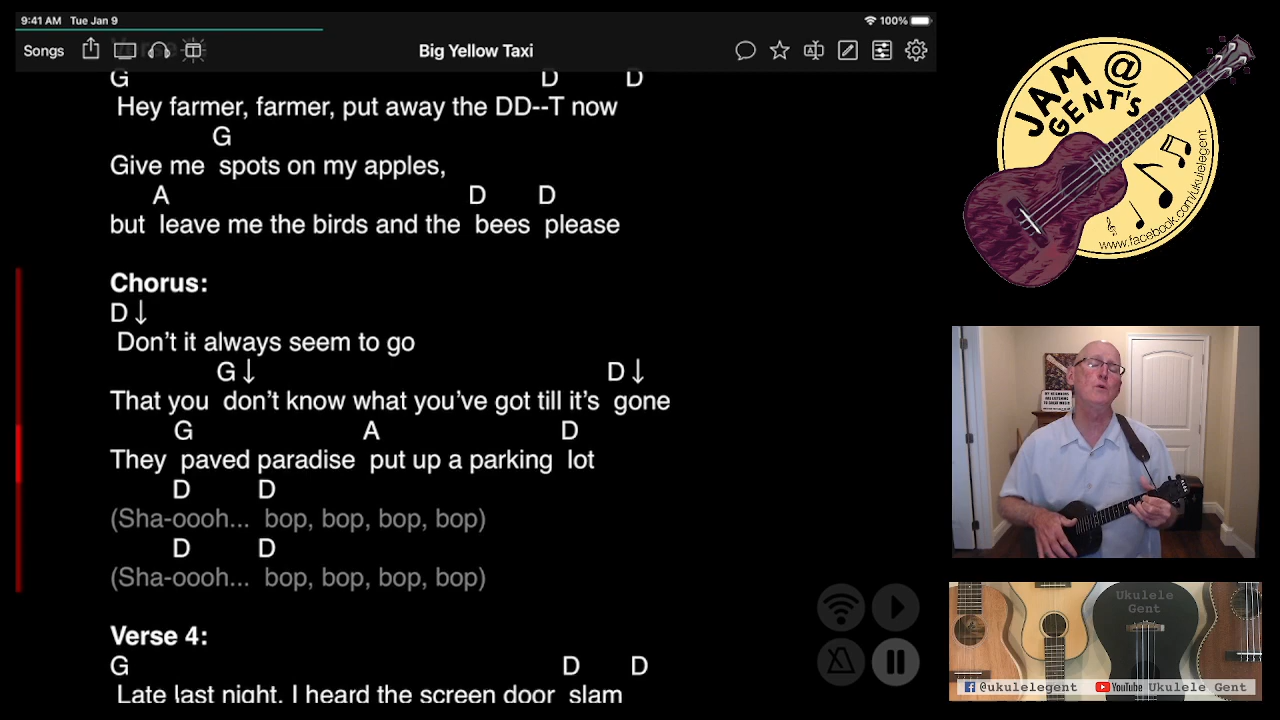 9:41 AM Tue Jan 9
100%
Songs
Big Yellow Taxi
G D D
Hey farmer, farmer, put away the DD--T now
G
Give me spots on my apples,
A D D
but leave me the birds and the bees please
Chorus:
D↓
Don't it always seem to go
G↓ D↓
That you don't know what you've got till it's gone
G A D
They paved paradise put up a parking lot
D D
(Sha-oooh... bop, bop, bop, bop)
D D
(Sha-oooh... bop, bop, bop, bop)
Verse 4:
G D D
Late last night, I heard the screen door slam
JAM @
GENT'S
www.facebook.com/ukulelegent
Ukulele
Gent
@ukulelegent YouTube Ukulele Gent